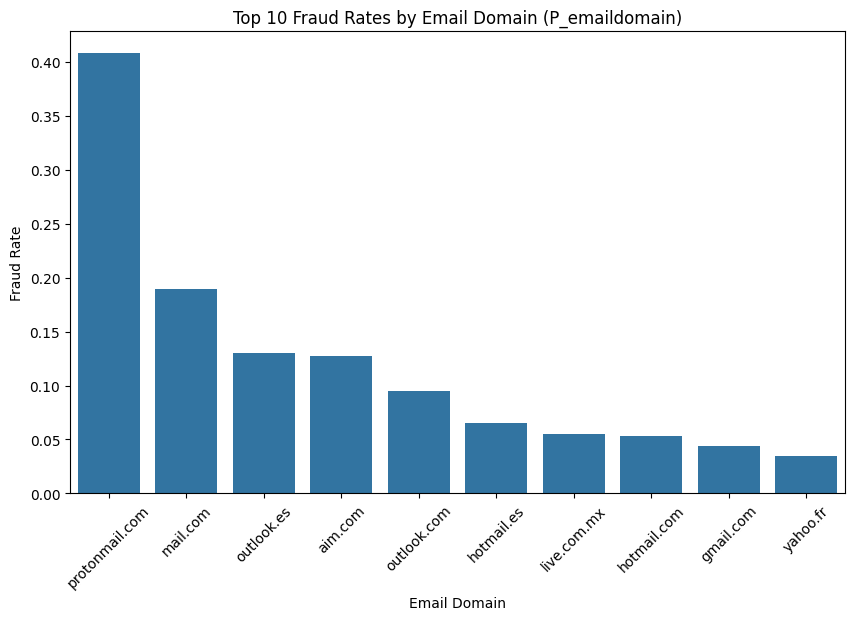 Top 10 Fraud Rates by Email Domain (P_emaildomain)
Fraud Rate
0.40
0.35
0.30
0.25
0.20
0.15
0.10
0.05
0.00
protonmail.com
mail.com
outlook.es
aim.com
outlook.com
hotmail.es
live.com.mx
hotmail.com
gmail.com
yahoo.fr
Email Domain